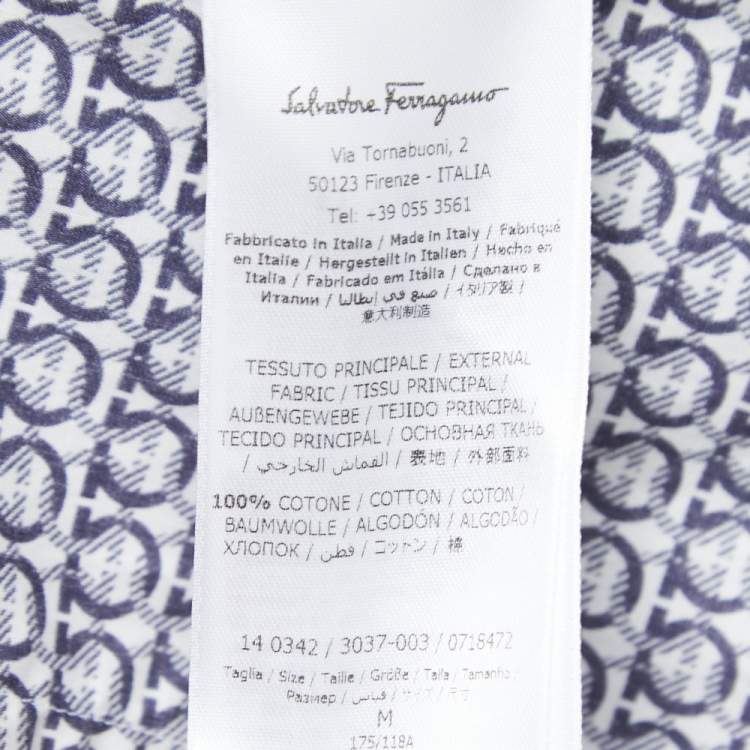 Salvatore Ferragamo
Via Tornabuoni, 2
50123 Firenze - ITALIA
Tel: +39 055 3561
Fabbricato in Italia / Made in Italy / Fabriqué
en Italie / Hergestellt in Italien / Hecho en
Italia / Fabricado em Itália / Сделано в
Италии / صنع في إيطاليا / イタリア製 /
意大利制造
TESSUTO PRINCIPALE / EXTERNAL
FABRIC / TISSU PRINCIPAL /
AUßENGEWEBE / TEJIDO PRINCIPAL /
TECIDO PRINCIPAL / ОСНОВНАЯ ТКАНЬ
/ القماش الخارجي / 表地 / 外部面料
100% COTONE / COTTON / COTON /
BAUMWOLLE / ALGODÓN / ALGODÃO /
ХЛОПОК / قطن / コットン / 棉
14 0342 / 3037-003 / 0718472
Taglia / Size / Taille / Größe / Talla / Tamanho /
Размер / قياس / サイズ / 尺寸
M
175/118A